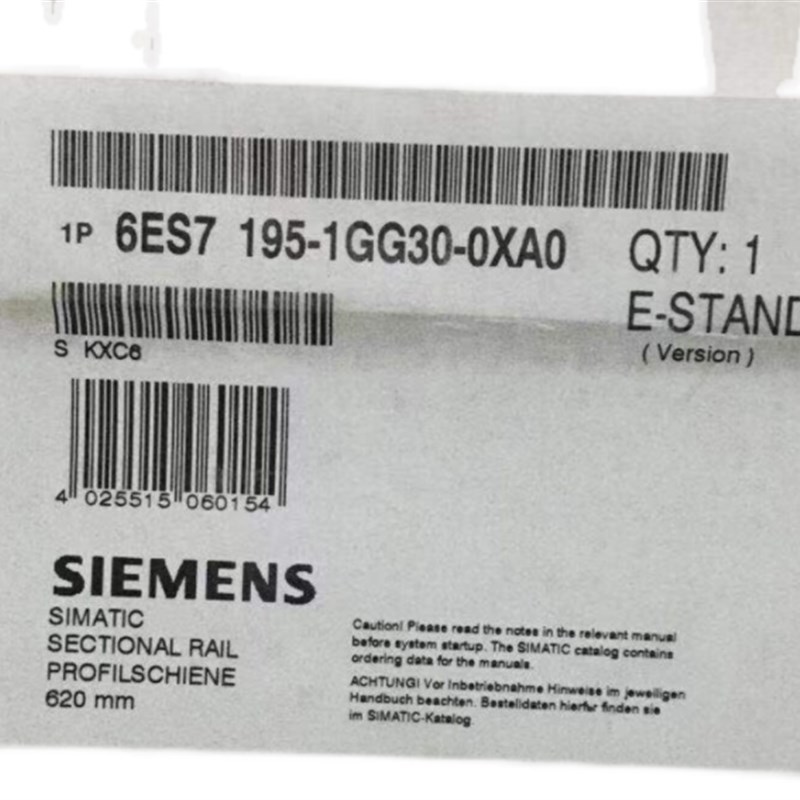 1P 6ES7 195-1GG30-0XA0 QTY: 1
E-STAND
(Version)
S KXC6
4 025515 060154
SIEMENS
SIMATIC
SECTIONAL RAIL
PROFILSCHIENE
620 mm
Caution! Please read the notes in the relevant manual
before system startup. The SIMATIC catalog contains
ordering data for the manuals.
ACHTUNG! Vor Inbetriebnahme Hinweise im jeweiligen
Handbuch beachten. Bestelldaten hierfür finden sie
im SIMATIC-Katalog